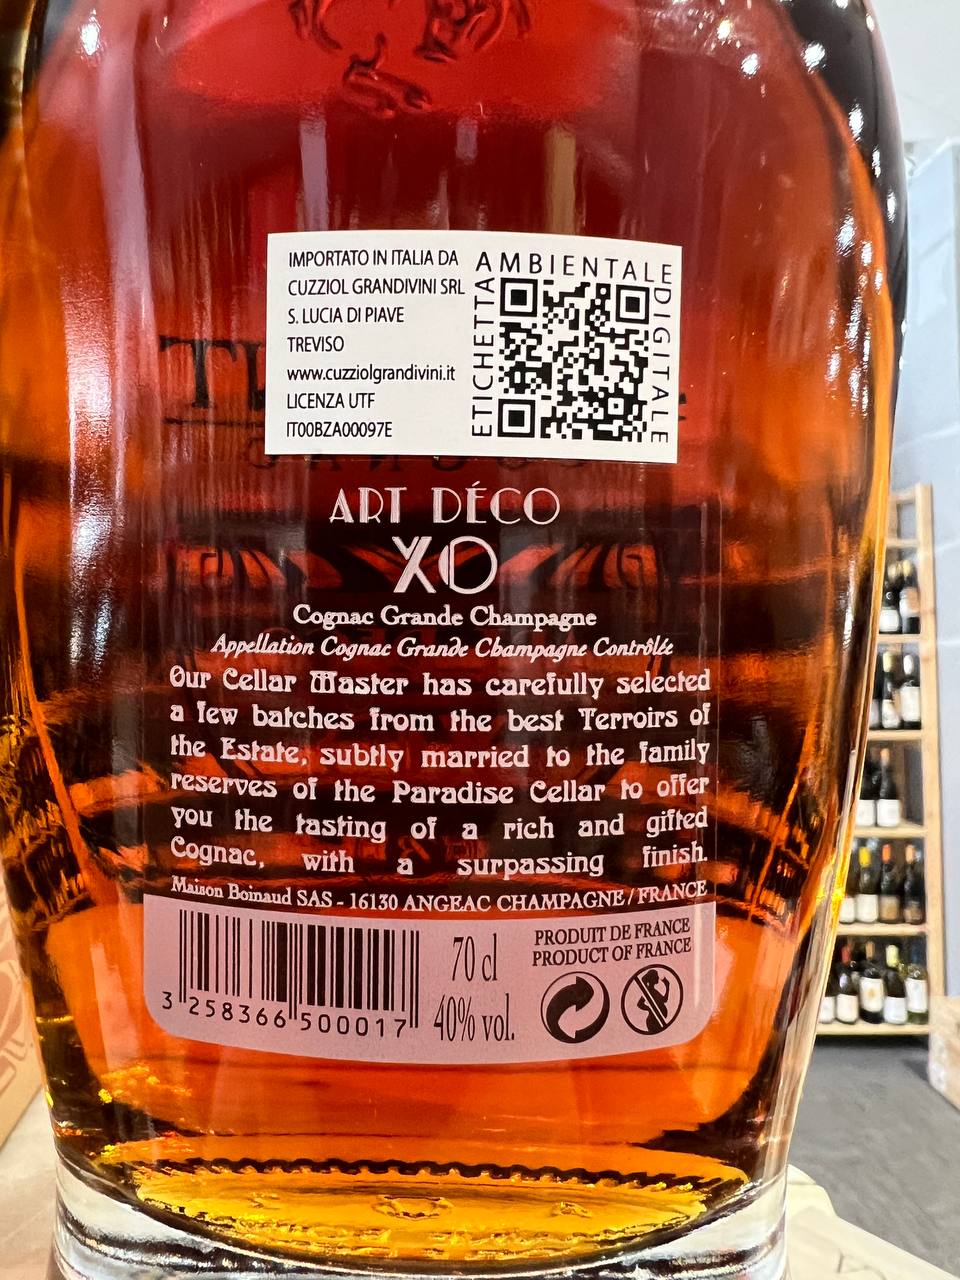 IMPORTATO IN ITALIA DA
CUZZIOL GRANDIVINI SRL
S. LUCIA DI PIAVE
TREVISO
www.cuzziolgrandivini.it
LICENZA UTF
IT00BZA00097E
ETICHETTA
AMBIENTALE
DIGITALE
ART DÉCO
XO
Cognac Grande Champagne
Appellation Cognac Grande Champagne Contrôlée
Our Cellar Master has carefully selected
a few batches from the best Terroirs of
the Estate, subtly married to the family
reserves of the Paradise Cellar to offer
you the tasting of a rich and gifted
Cognac, with a surpassing finish.
Maison Boinaud SAS - 16130 ANGEAC CHAMPAGNE / FRANCE
3 258366 500017
70 cl
40% vol.
PRODUIT DE FRANCE
PRODUCT OF FRANCE